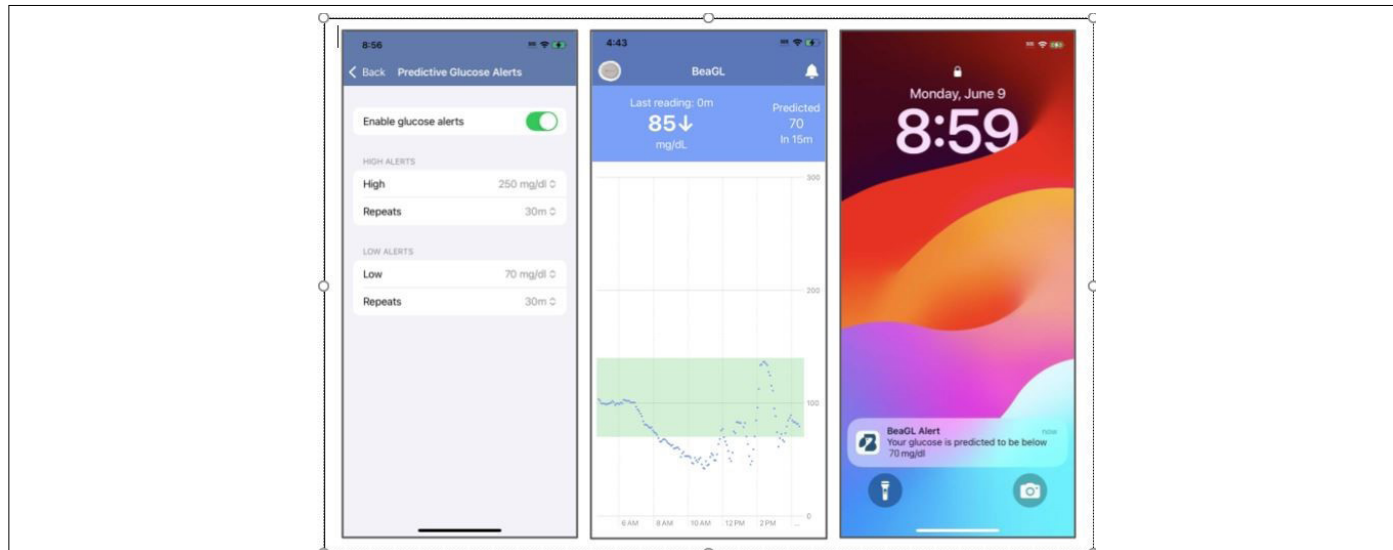 8:56
Back Predictive Glucose Alerts
Enable glucose alerts
HIGH ALERTS
High 250 mg/dl
Repeats 30m
LOW ALERTS
Low 70 mg/dl
Repeats 30m
4:43
BeaGL
Last reading: 0m
85↓
mg/dL
Predicted
70
In 15m
300
200
100
0
6 AM 8 AM 10 AM 12 PM 2 PM ...
Monday, June 9
8:59
BeaGL Alert now
Your glucose is predicted to be below
70 mg/dl